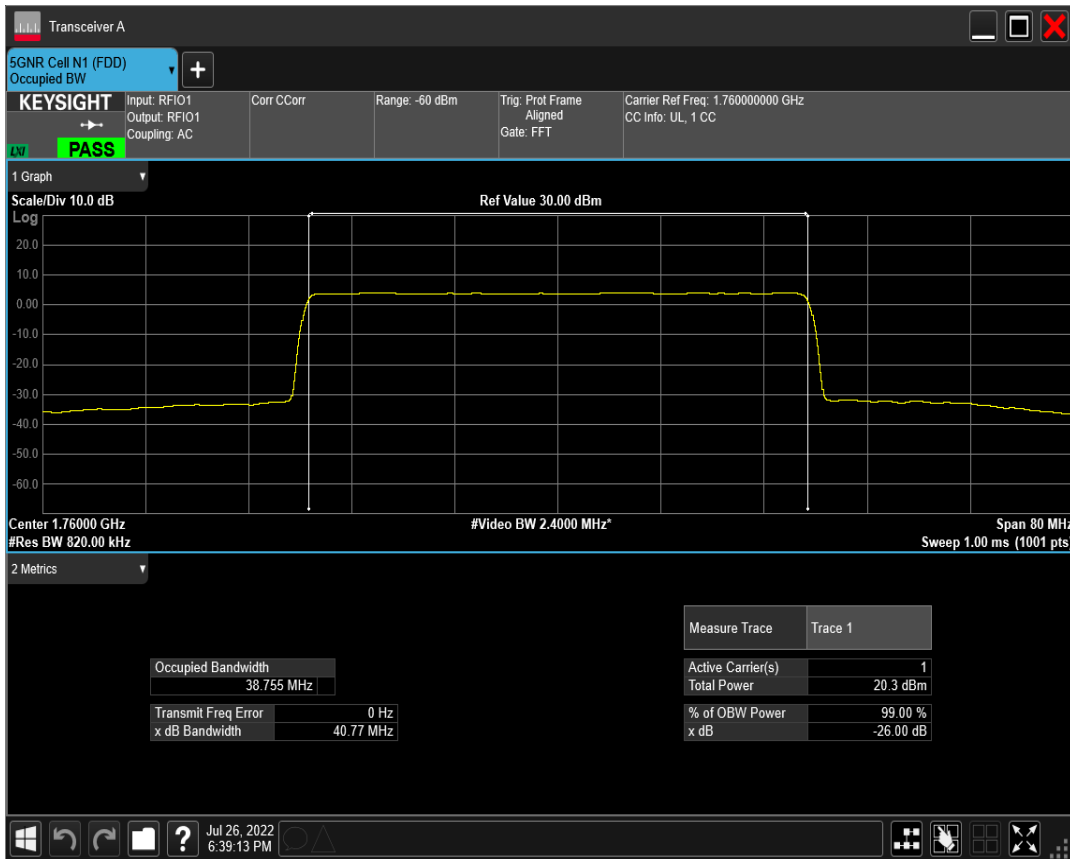 Transceiver A
5GNR Cell N1 (FDD)
Occupied BW
KEYSIGHT
LXI
PASS
Input: RFIO1
Output: RFIO1
Coupling: AC
Corr CCorr
Range: -60 dBm
Trig: Prot Frame
Aligned
Gate: FFT
Carrier Ref Freq: 1.760000000 GHz
CC Info: UL, 1 CC
1 Graph
Scale/Div 10.0 dB
Ref Value 30.00 dBm
Log
20.0
10.0
0.00
-10.0
-20.0
-30.0
-40.0
-50.0
-60.0
Center 1.76000 GHz
#Video BW 2.4000 MHz*
Span 80 MHz
#Res BW 820.00 kHz
Sweep 1.00 ms (1001 pts)
2 Metrics
Measure Trace Trace 1
Occupied Bandwidth
38.755 MHz
Active Carrier(s) 1
Total Power 20.3 dBm
Transmit Freq Error 0 Hz
x dB Bandwidth 40.77 MHz
% of OBW Power 99.00 %
x dB -26.00 dB
?
Jul 26, 2022
6:39:13 PM